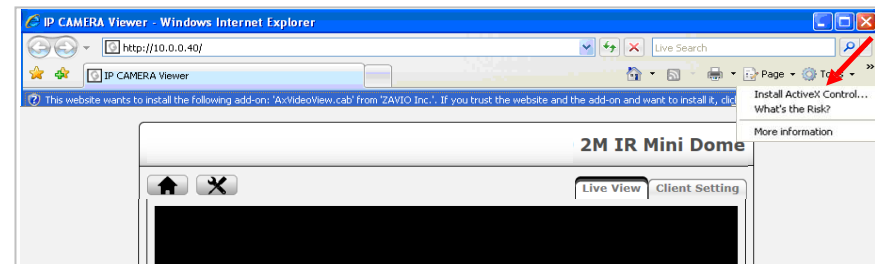 IP CAMERA Viewer - Windows Internet Explorer
http://10.0.0.40/
Live Search
IP CAMERA Viewer
Page
»
This website wants to install the following add-on: 'AxVideoView.cab' from 'ZAVIO Inc.'. If you trust the website and the add-on and want to install it,
Install ActiveX Control...
What's the Risk?
More information
2M IR Mini Dome
Live View Client Setting